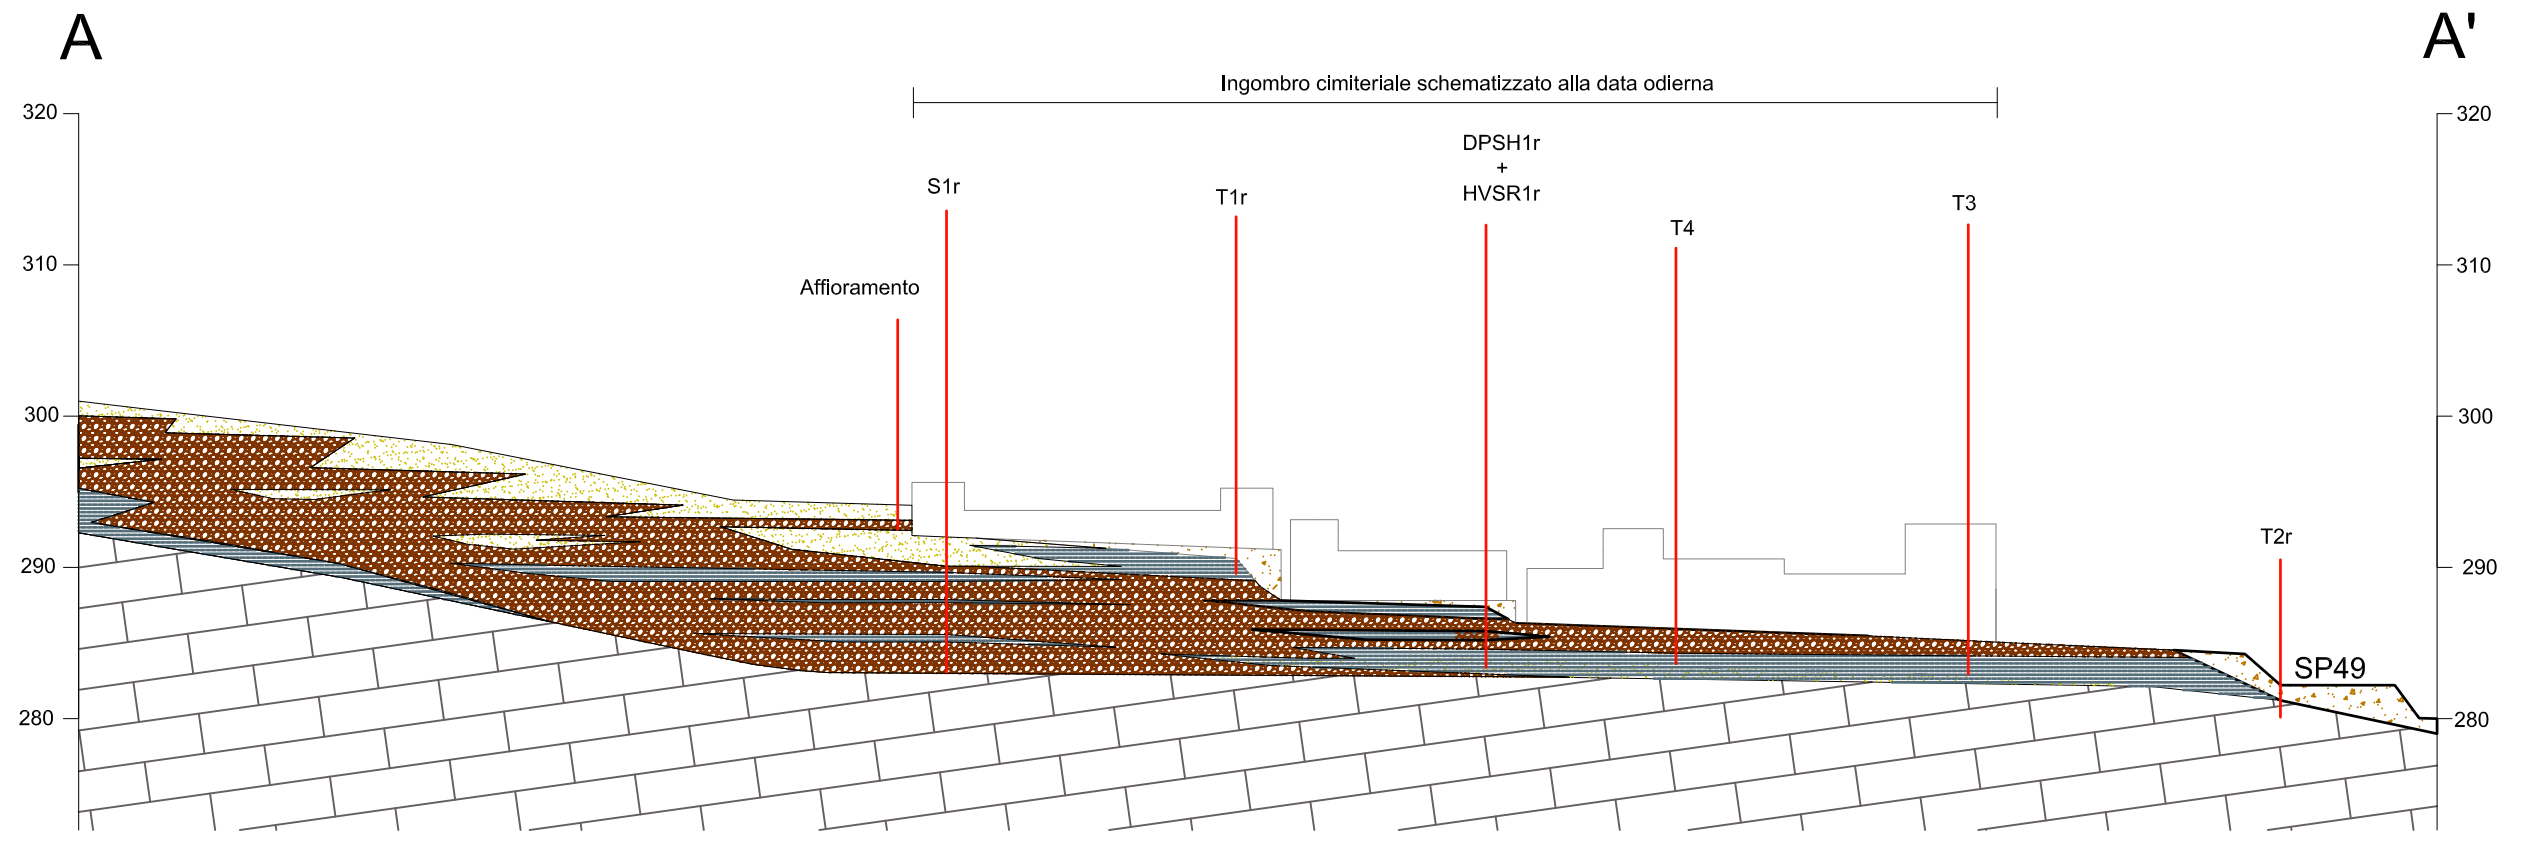 A
A'
Ingombro cimiteriale schematizzato alla data odierna
320
320
DPSH1r
+
HVSR1r
S1r
T1r
T3
T4
310
310
Affioramento
300
300
T2r
290
290
SP49
280
280